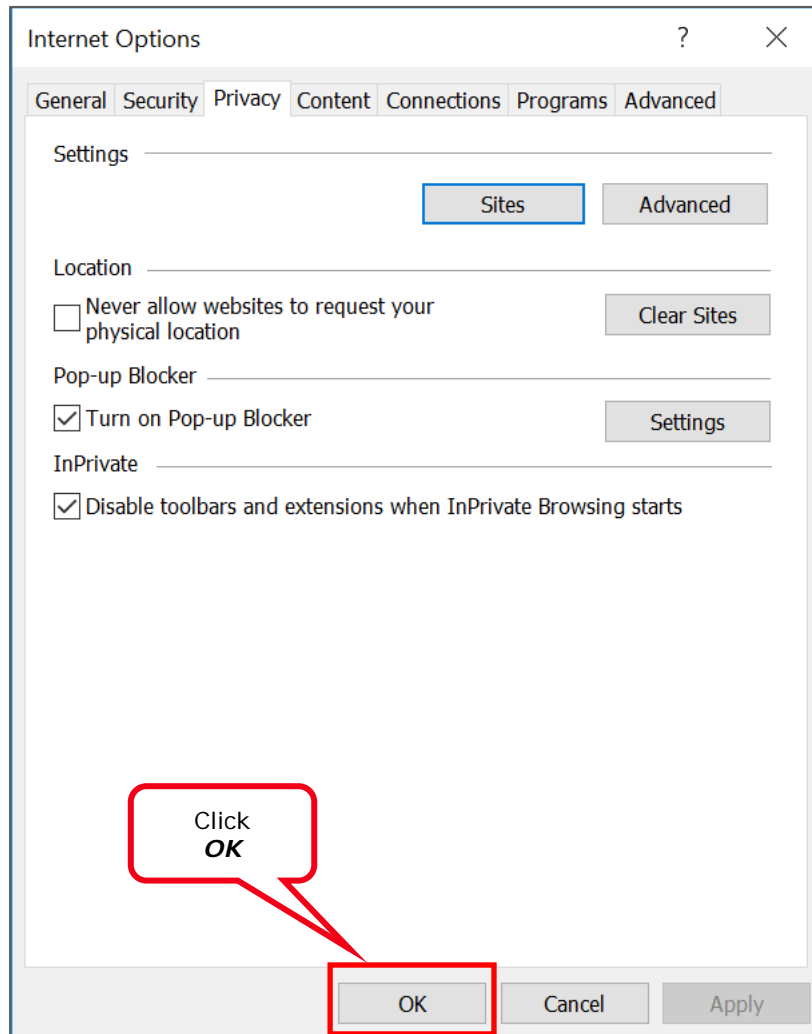 Internet Options ?
General Security Privacy Content Connections Programs Advanced
Settings
Sites Advanced
Location
Never allow websites to request your
physical location
Clear Sites
Pop-up Blocker
Turn on Pop-up Blocker Settings
InPrivate
Disable toolbars and extensions when InPrivate Browsing starts
Click
OK
OK Cancel Apply